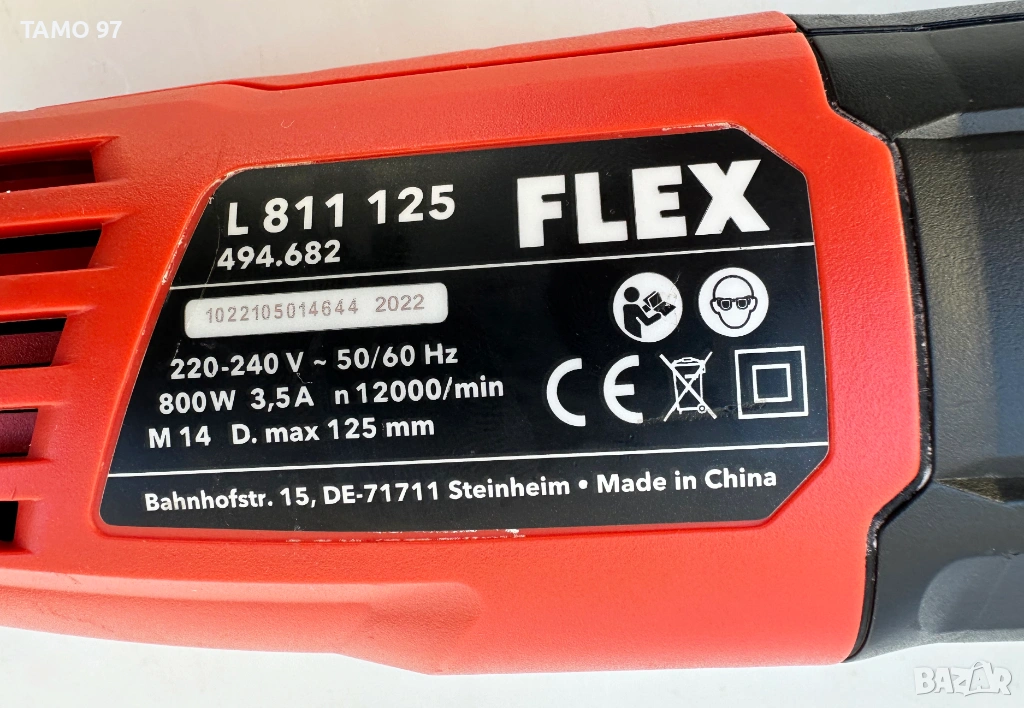 TAMO 97
L 811 125
FLEX
494.682
1022105014644 2022
220-240 V ~ 50/60 Hz
800W 3,5A n 12000/min
M 14 D. max 125 mm
CE
Bahnhofstr. 15, DE-71711 Steinheim • Made in China
BAZAR